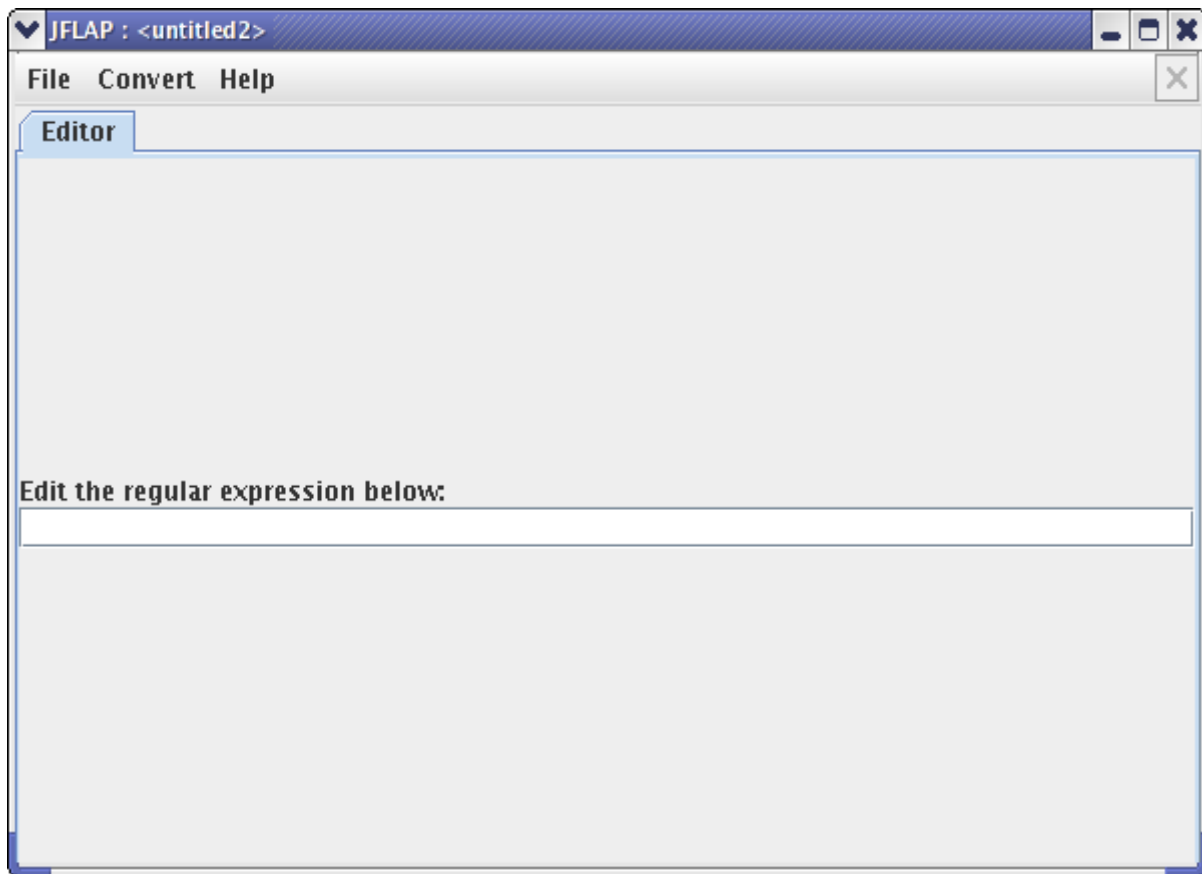 JFLAP : <untitled2>
File Convert Help
Editor
Edit the regular expression below: